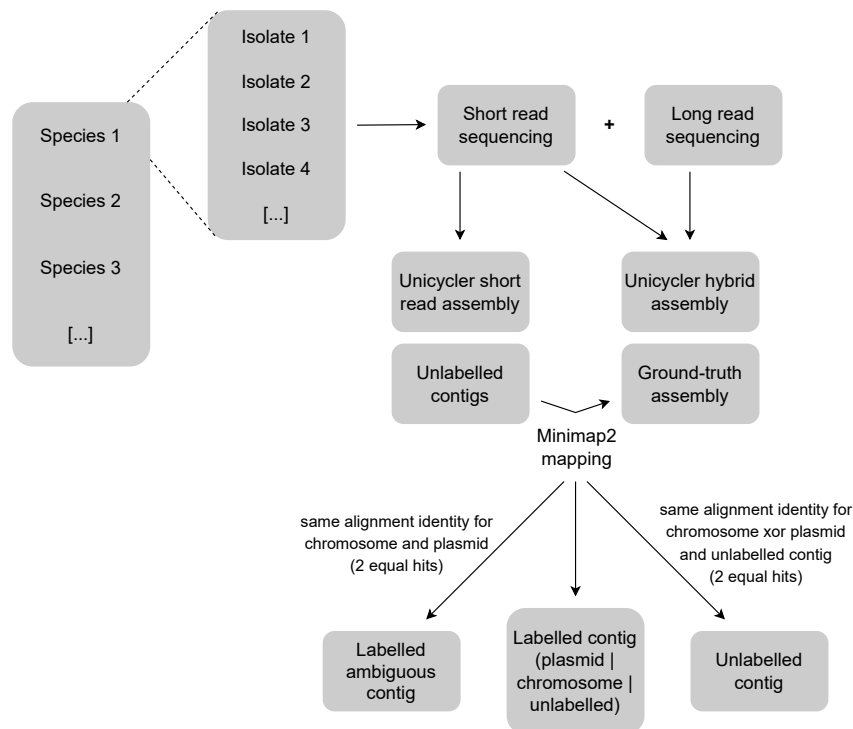 Species 1
Species 2
Species 3
[...]
Isolate 1
Isolate 2
Isolate 3
Isolate 4
[...]
Short read
sequencing
+
Long read
sequencing
Unicycler short
read assembly
Unicycler hybrid
assembly
Unlabelled
contigs
Ground-truth
assembly
Minimap2
mapping
same alignment identity for
chromosome and plasmid
(2 equal hits)
same alignment identity for
chromosome xor plasmid
and unlabelled contig
(2 equal hits)
Labelled
ambiguous
contig
Labelled contig
(plasmid |
chromosome |
unlabelled)
Unlabelled
contig